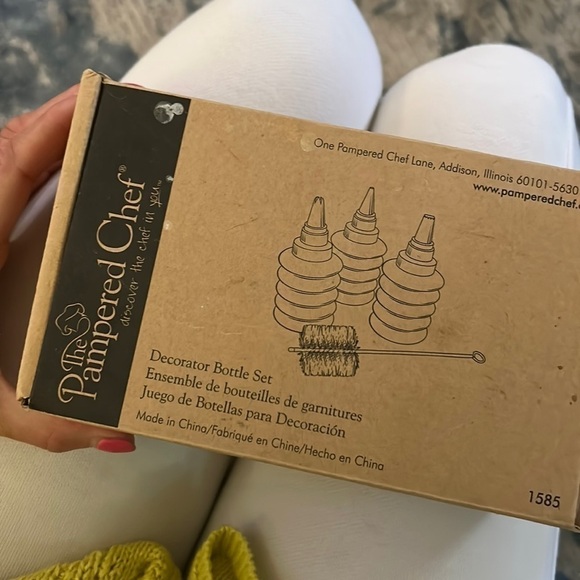 The
Pampered Chef®
discover the chef in you™
One Pampered Chef Lane, Addison, Illinois 60101-5630
www.pamperedchef.
Decorator Bottle Set
Ensemble de bouteilles de garnitures
Juego de Botellas para Decoración
Made in China/Fabriqué en Chine/Hecho en China
1585